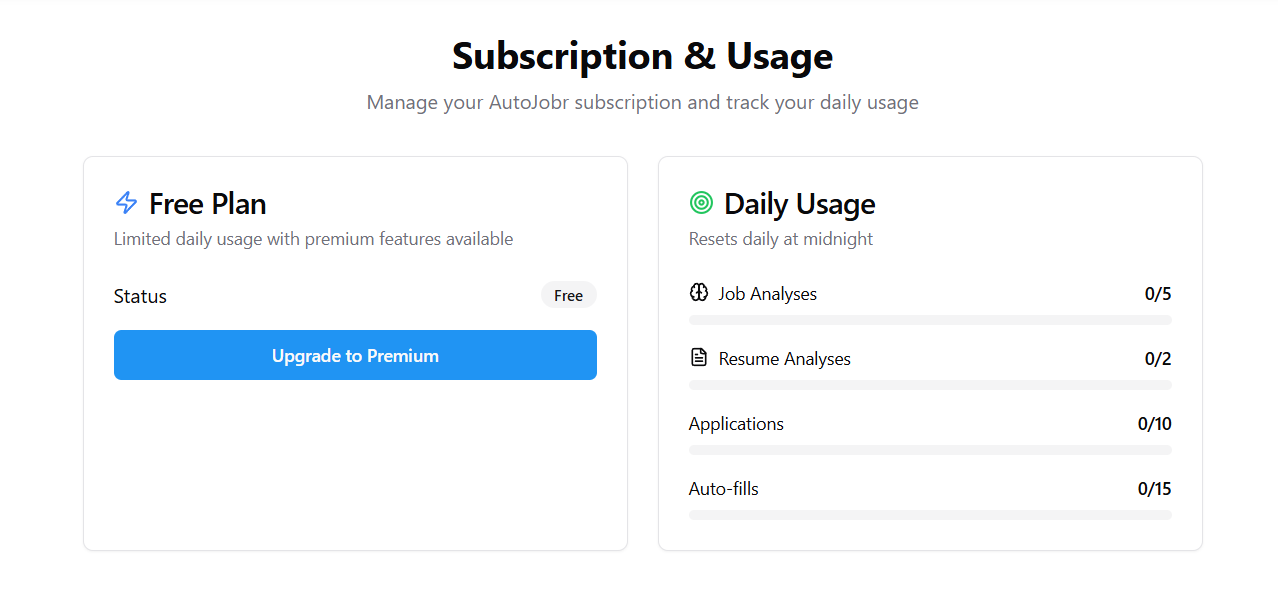 Subscription & Usage
Manage your AutoJobr subscription and track your daily usage
Free Plan
Limited daily usage with premium features available
Status
Free
Upgrade to Premium
Daily Usage
Resets daily at midnight
Job Analyses
0/5
Resume Analyses
0/2
Applications
0/10
Auto-fills
0/15